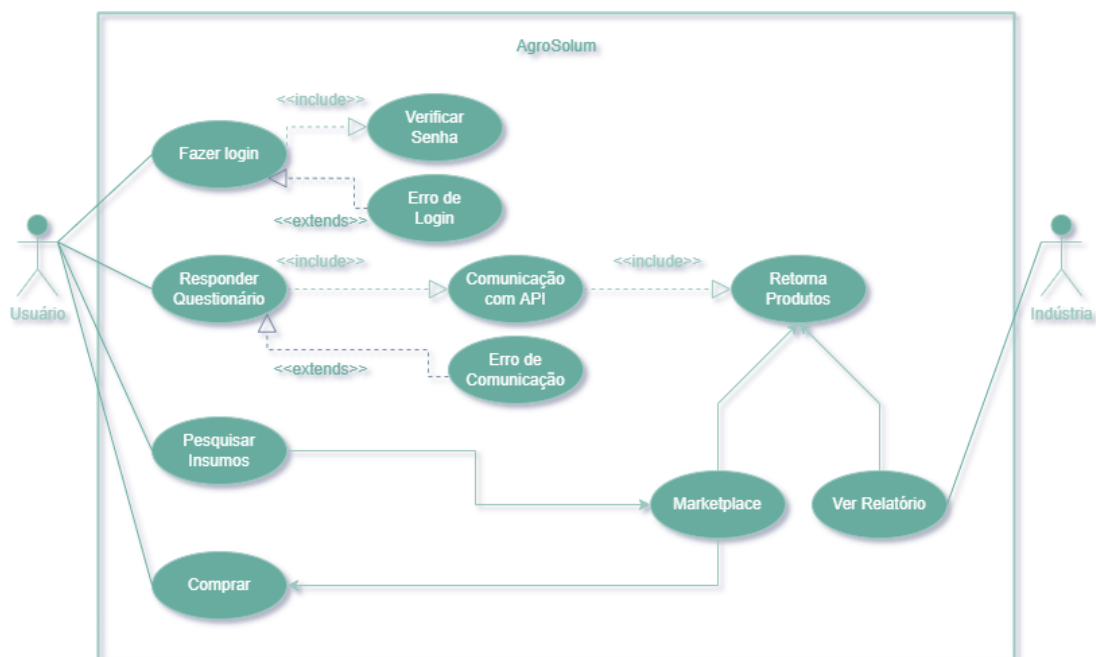 AgroSolum
<<include>>
Verificar
Senha
Fazer login
Erro de
Login
<<extends>>
Usuário
Responder
Questionário
<<include>>
Comunicação
com API
<<include>>
Retorna
Produtos
Indústria
<<extends>>
Erro de
Comunicação
Pesquisar
Insumos
Marketplace
Ver Relatório
Comprar